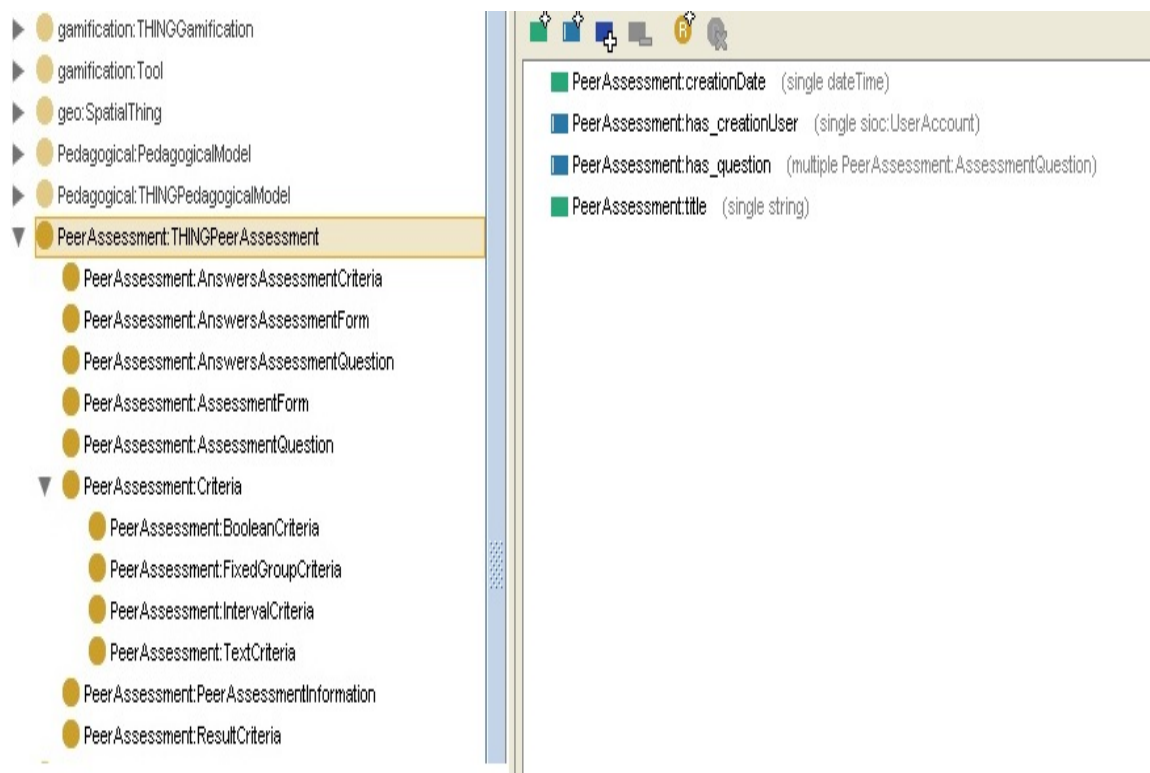 gamification:THINGGamification
gamification:Tool
geo:SpatialThing
Pedagogical:PedagogicalModel
Pedagogical:THINGPedagogicalModel
PeerAssessment:THINGPeerAssessment
PeerAssessment:AnswersAssessmentCriteria
PeerAssessment:AnswersAssessmentForm
PeerAssessment:AnswersAssessmentQuestion
PeerAssessment:AssessmentForm
PeerAssessment:AssessmentQuestion
PeerAssessment:Criteria
PeerAssessment:BooleanCriteria
PeerAssessment:FixedGroupCriteria
PeerAssessment:IntervalCriteria
PeerAssessment:TextCriteria
PeerAssessment:PeerAssessmentInformation
PeerAssessment:ResultCriteria
R
PeerAssessment:creationDate (single dateTime)
PeerAssessment:has_creationUser (single sioc:UserAccount)
PeerAssessment:has_question (multiple PeerAssessment:AssessmentQuestion)
PeerAssessment:title (single string)